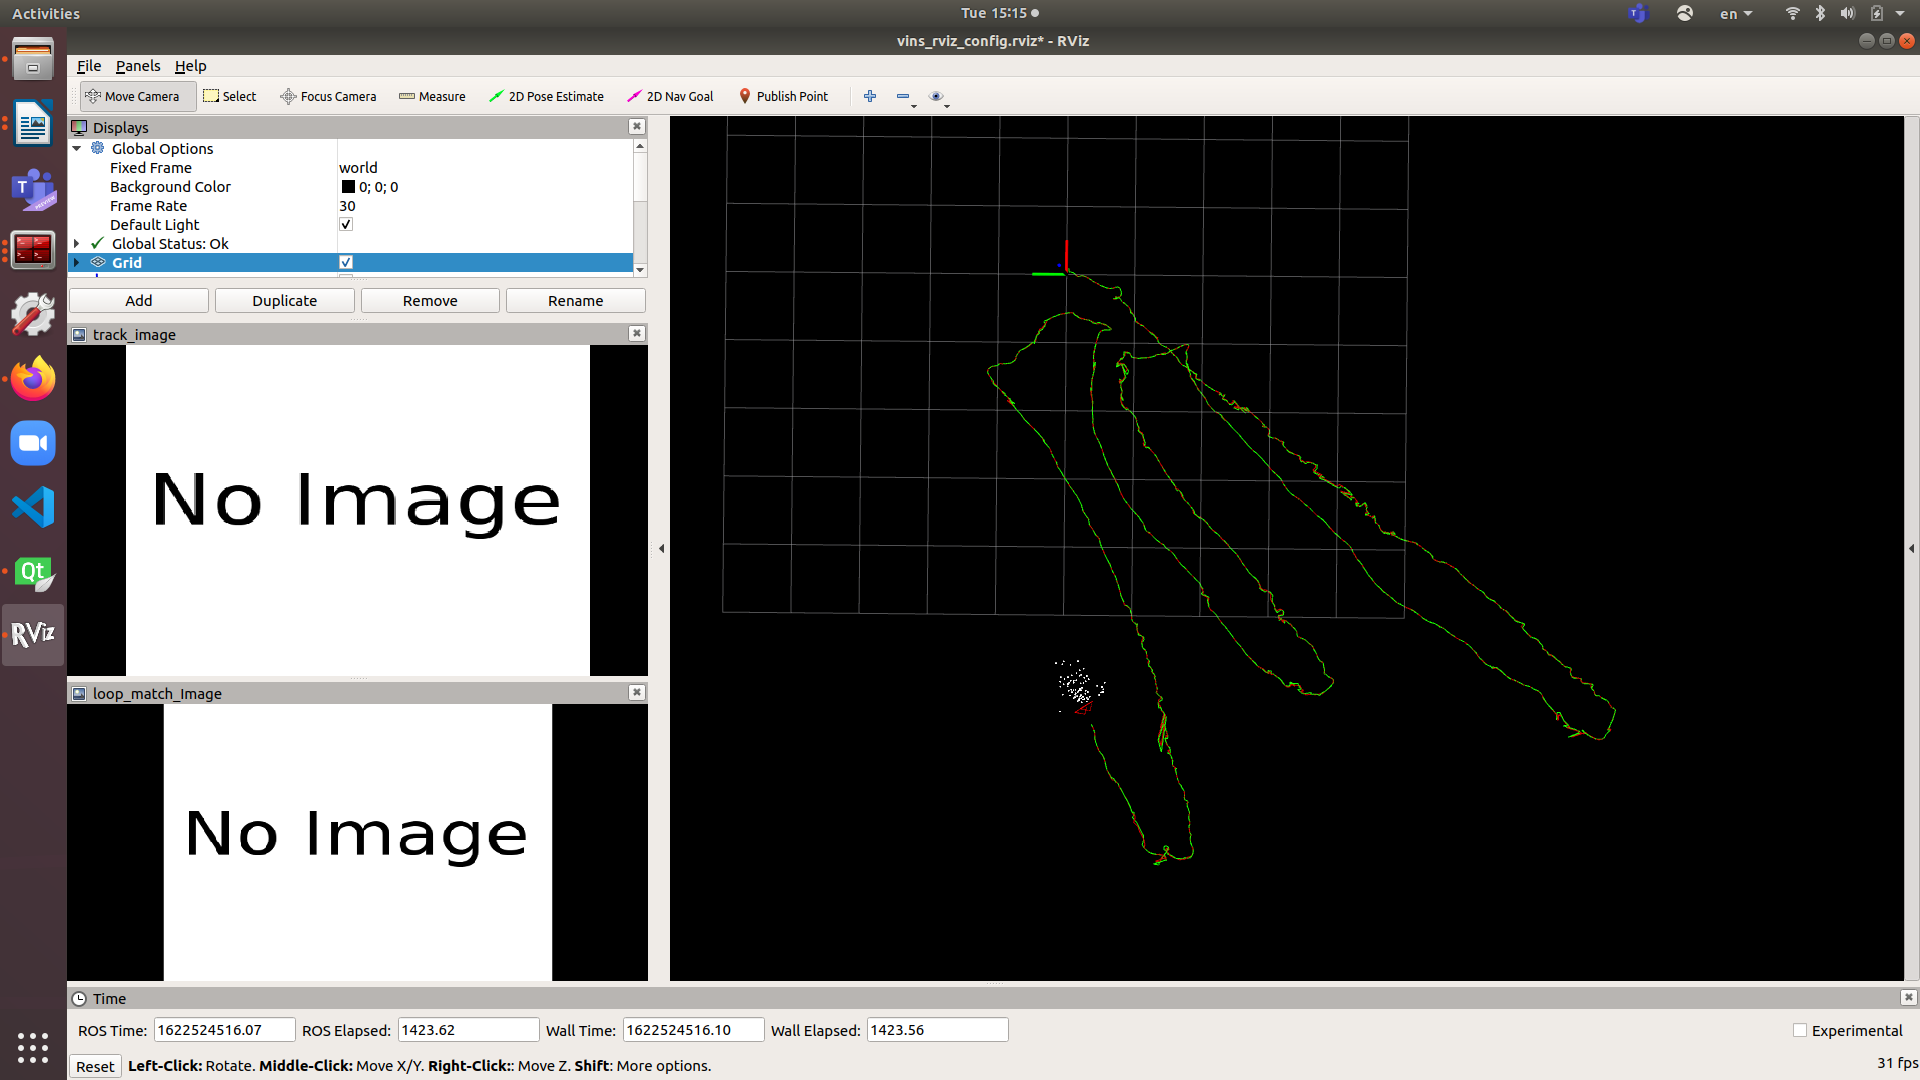 Activities
Tue 15:15
en
vins_rviz_config.rviz* - RViz
File Panels Help
Move Camera Select Focus Camera Measure 2D Pose Estimate 2D Nav Goal Publish Point
Displays
Global Options
Fixed Frame world
Background Color 0; 0; 0
Frame Rate 30
Default Light
Global Status: Ok
Grid
Add Duplicate Remove Rename
track_image
No Image
loop_match_Image
No Image
T
PREVIEW
Qt
RViz
Time
ROS Time: 1622524516.07 ROS Elapsed: 1423.62 Wall Time: 1622524516.10 Wall Elapsed: 1423.56 Experimental
Reset Left-Click: Rotate. Middle-Click: Move X/Y. Right-Click:: Move Z. Shift: More options. 31 fps